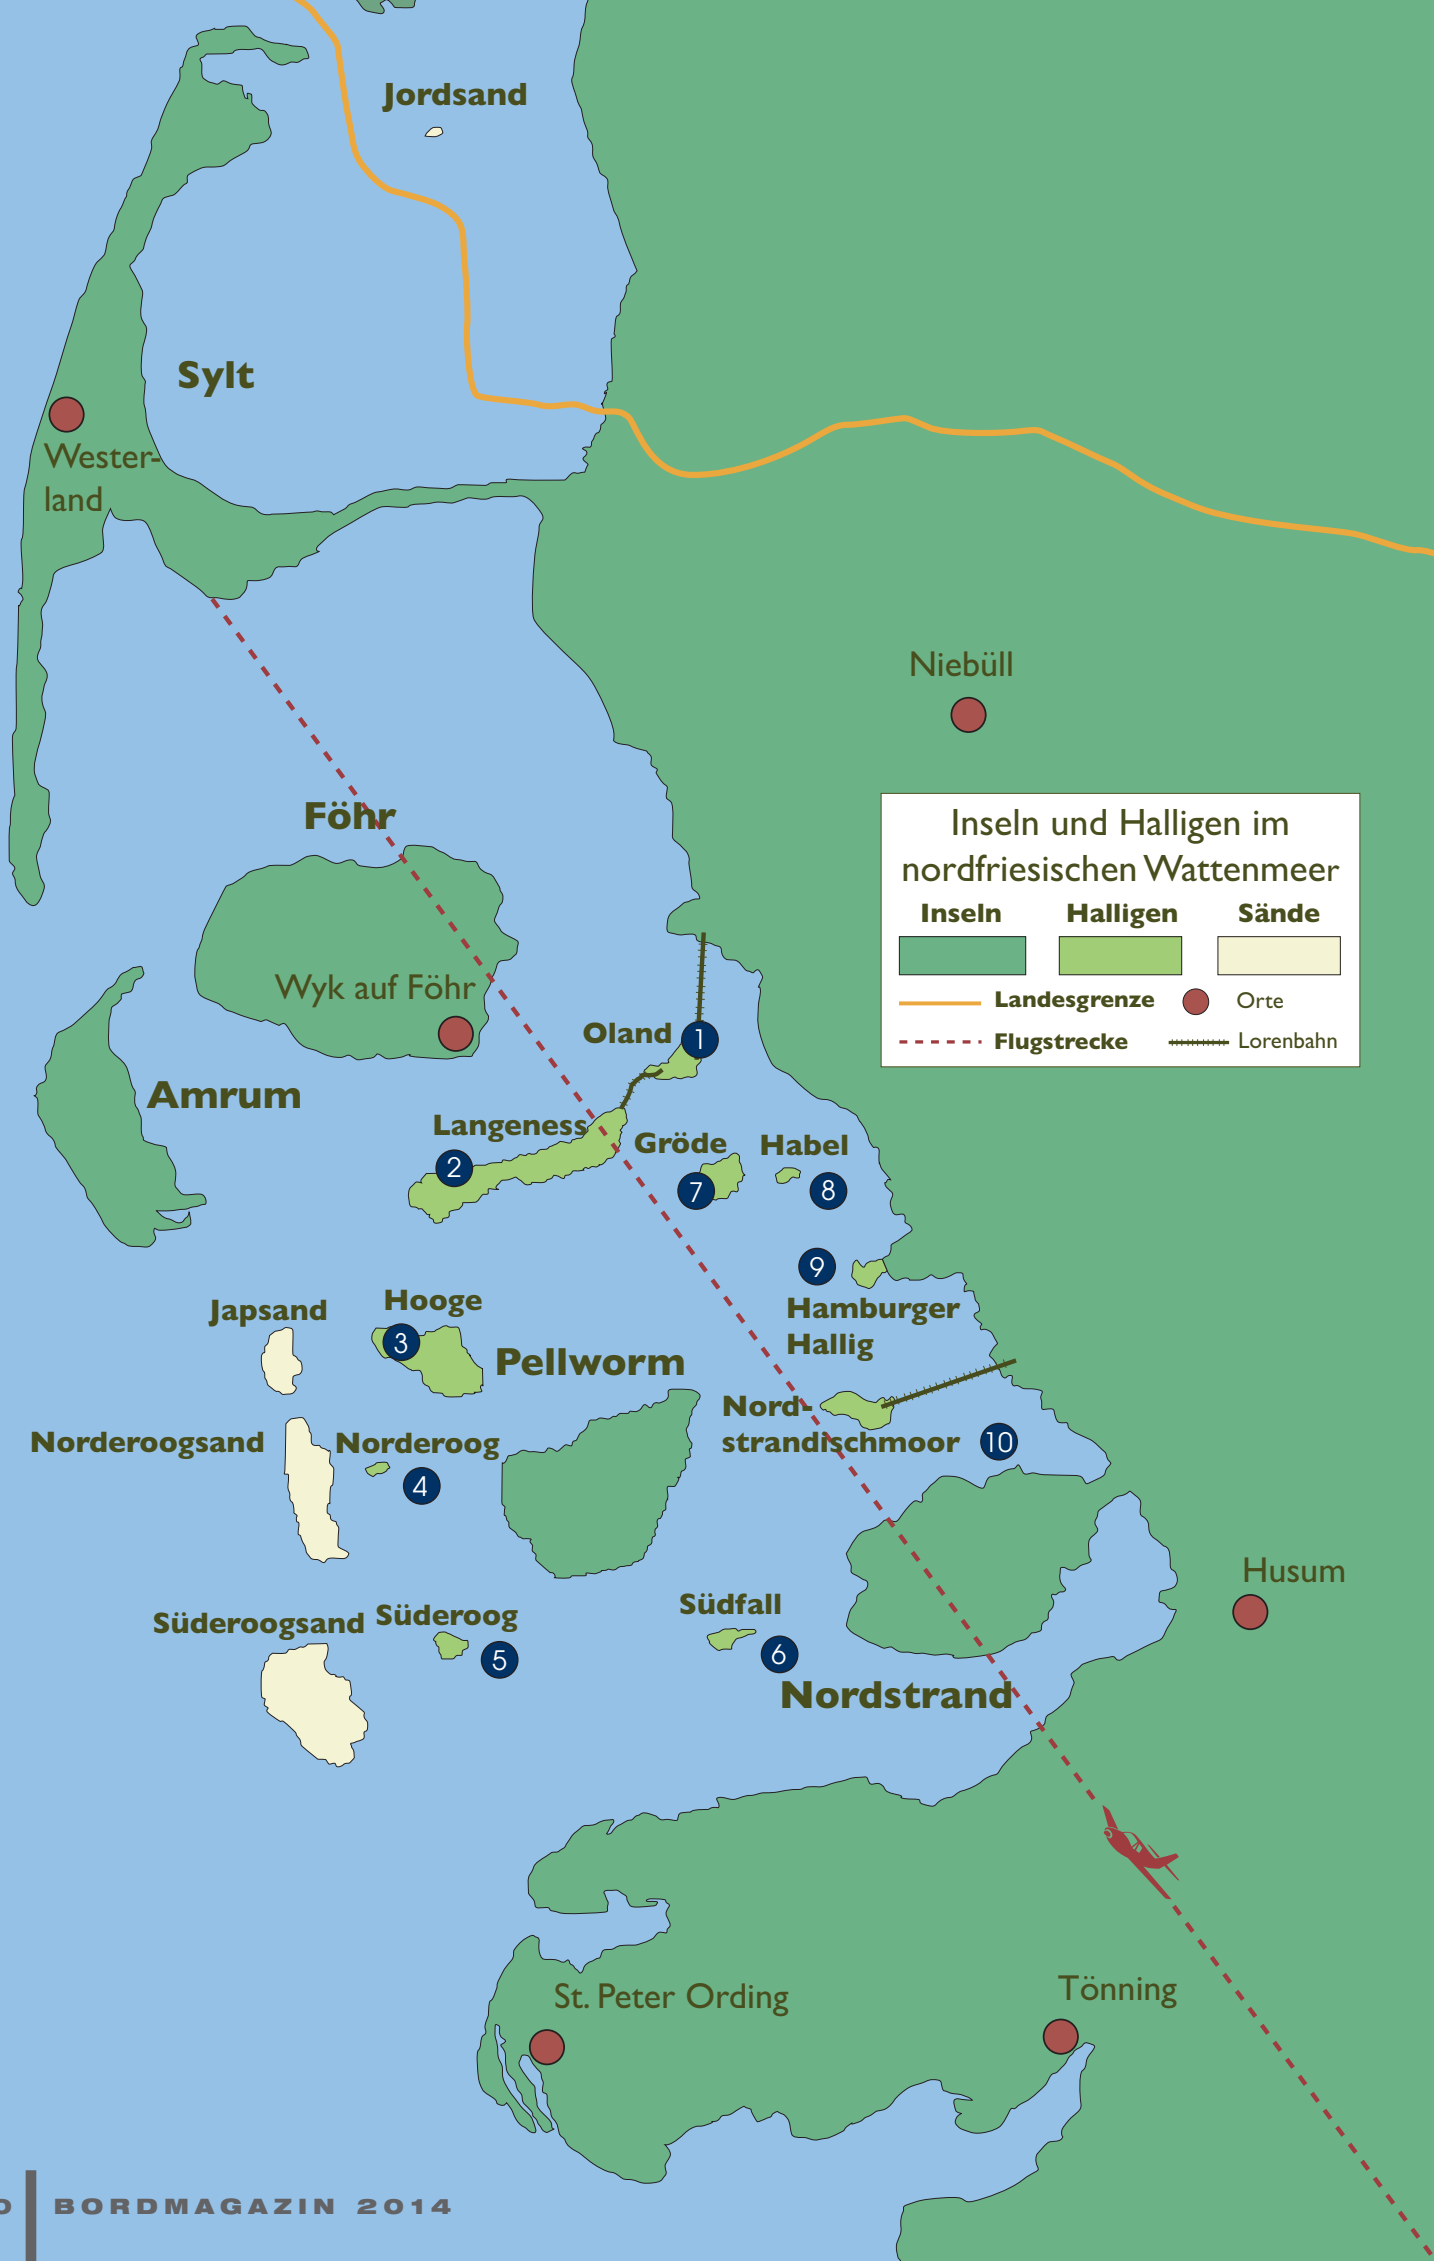 Jordsand
Sylt
Wester-
land
Niebüll
Föhr
Inseln und Halligen im
nordfriesischen Wattenmeer
Inseln Halligen Sände
Landesgrenze Orte
Flugstrecke Lorenbahn
Wyk auf Föhr
Oland 1
Amrum
Langeness
2
Gröde
7
Habel
8
9
Hamburger
Hallig
Japsand
Hooge
3
Pellworm
Nord-
strandischmoor 10
Norderoogsand
Norderoog
4
Husum
Süderoogsand
Süderoog
5
Südfall
6
Nordstrand
St. Peter Ording
Tönning
BORDMAGAZIN 2014